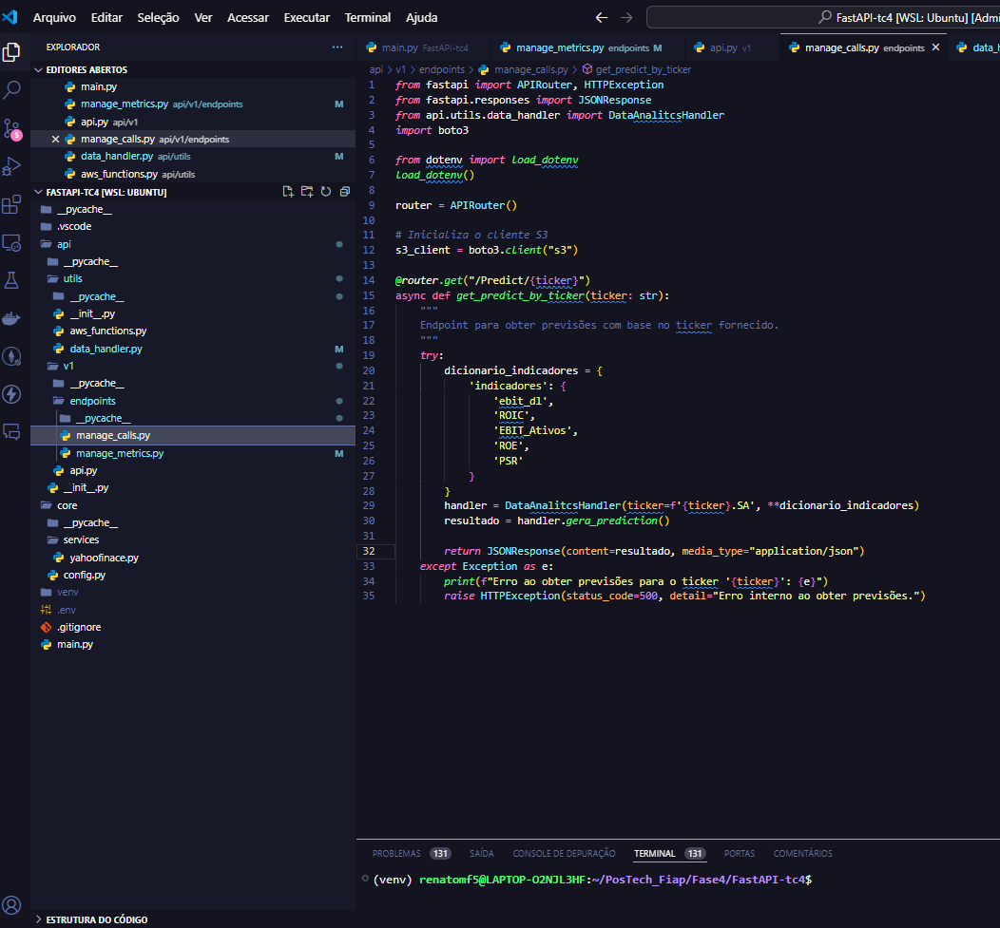 Arquivo Editar Seleção Ver Acessar Executar Terminal Ajuda
FastAPI-tc4 [WSL: Ubuntu] [Admi
EXPLORADOR
EDITORES ABERTOS
main.py
manage_metrics.py api/v1/endpoints M
api.py api/v1
manage_calls.py api/v1/endpoints
data_handler.py api/utils M
aws_functions.py api/utils
FASTAPI-TC4 [WSL: UBUNTU]
__pycache__
.vscode
api
__pycache__
utils
__pycache__
__init__.py
aws_functions.py
data_handler.py M
v1
__pycache__
endpoints
__pycache__
manage_calls.py
manage_metrics.py M
api.py
__init__.py
core
__pycache__
services
yahoofinace.py
config.py
venv
.env
.gitignore
main.py
ESTRUTURA DO CÓDIGO
5
main.py FastAPI-tc4 manage_metrics.py endpoints M api.py v1 manage_calls.py endpoints data_h
api > v1 > endpoints > manage_calls.py > get_predict_by_ticker
1 from fastapi import APIRouter, HTTPException
2 from fastapi.responses import JSONResponse
3 from api.utils.data_handler import DataAnalitcsHandler
4 import boto3
5
6 from dotenv import load_dotenv
7 load_dotenv()
8
9 router = APIRouter()
10
11 # Inicializa o cliente S3
12 s3_client = boto3.client("s3")
13
14 @router.get("/Predict/{ticker}")
15 async def get_predict_by_ticker(ticker: str):
16 """
17 Endpoint para obter previsões com base no ticker fornecido.
18 """
19 try:
20 dicionario_indicadores = {
21 'indicadores': {
22 'ebit_dl',
23 'ROIC',
24 'EBIT_Ativos',
25 'ROE',
26 'PSR'
27 }
28 }
29 handler = DataAnalitcsHandler(ticker=f'{ticker}.SA', **dicionario_indicadores)
30 resultado = handler.gera_prediction()
31
32 return JSONResponse(content=resultado, media_type="application/json")
33 except Exception as e:
34 print(f"Erro ao obter previsões para o ticker '{ticker}': {e}")
35 raise HTTPException(status_code=500, detail="Erro interno ao obter previsões.")
PROBLEMAS 131 SAÍDA CONSOLE DE DEPURAÇÃO TERMINAL 131 PORTAS COMENTÁRIOS
(venv) renatomf5@LAPTOP-O2NJL3HF:~/PosTech_Fiap/Fase4/FastAPI-tc4$